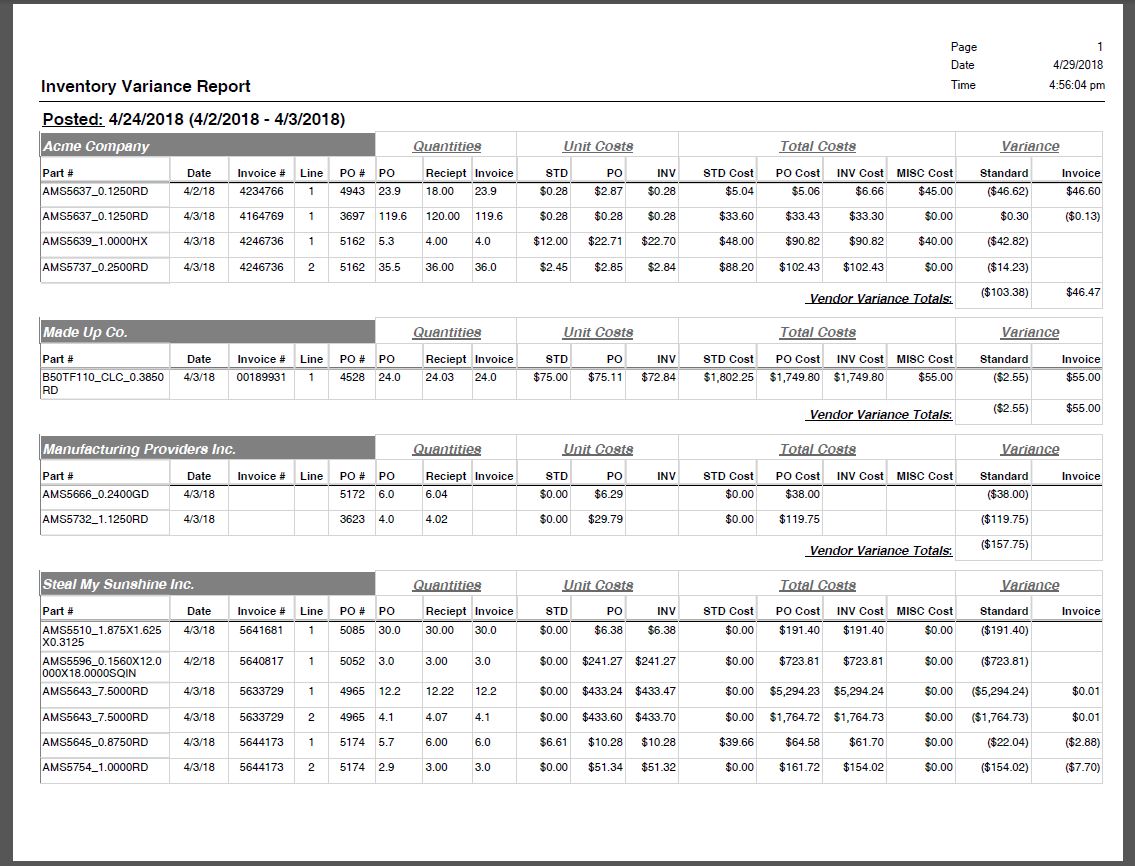 Page 1
Date 4/29/2018
Time 4:56:04 pm
Inventory Variance Report
Posted: 4/24/2018 (4/2/2018 - 4/3/2018)
Acme Company Quantities Unit Costs Total Costs Variance
Part # Date Invoice # Line PO # PO Reciept Invoice STD PO INV STD Cost PO Cost INV Cost MISC Cost Standard Invoice
AMS5637_0.1250RD 4/2/18 4234766 1 4943 23.9 18.00 23.9 $0.28 $2.87 $0.28 $5.04 $5.06 $6.66 $45.00 ($46.62) $46.60
AMS5637_0.1250RD 4/3/18 4164769 1 3697 119.6 120.00 119.6 $0.28 $0.28 $0.28 $33.60 $33.43 $33.30 $0.00 $0.30 ($0.13)
AMS5639_1.0000HX 4/3/18 4246736 1 5162 5.3 4.00 4.0 $12.00 $22.71 $22.70 $48.00 $90.82 $90.82 $40.00 ($42.82)
AMS5737_0.2500RD 4/3/18 4246736 2 5162 35.5 36.00 36.0 $2.45 $2.85 $2.84 $88.20 $102.43 $102.43 $0.00 ($14.23)
Vendor Variance Totals: ($103.38) $46.47
Made Up Co. Quantities Unit Costs Total Costs Variance
Part # Date Invoice # Line PO # PO Reciept Invoice STD PO INV STD Cost PO Cost INV Cost MISC Cost Standard Invoice
B50TF110_CLC_0.3850 4/3/18 00189931 1 4528 24.0 24.03 24.0 $75.00 $75.11 $72.84 $1,802.25 $1,749.80 $1,749.80 $55.00 ($2.55) $55.00
RD
Vendor Variance Totals: ($2.55) $55.00
Manufacturing Providers Inc. Quantities Unit Costs Total Costs Variance
Part # Date Invoice # Line PO # PO Reciept Invoice STD PO INV STD Cost PO Cost INV Cost MISC Cost Standard Invoice
AMS5666_0.2400GD 4/3/18 5172 6.0 6.04 $0.00 $6.29 $0.00 $38.00 ($38.00)
AMS5732_1.1250RD 4/3/18 3623 4.0 4.02 $0.00 $29.79 $0.00 $119.75 ($119.75)
Vendor Variance Totals: ($157.75)
Steal My Sunshine Inc. Quantities Unit Costs Total Costs Variance
Part # Date Invoice # Line PO # PO Reciept Invoice STD PO INV STD Cost PO Cost INV Cost MISC Cost Standard Invoice
AMS5510_1.875X1.625 4/3/18 5641681 1 5085 30.0 30.00 30.0 $0.00 $6.38 $6.38 $0.00 $191.40 $191.40 $0.00 ($191.40)
X0.3125
AMS5596_0.1560X12.0 4/2/18 5640817 1 5052 3.0 3.00 3.0 $0.00 $241.27 $241.27 $0.00 $723.81 $723.81 $0.00 ($723.81)
000X18.0000SQIN
AMS5643_7.5000RD 4/3/18 5633729 1 4965 12.2 12.22 12.2 $0.00 $433.24 $433.47 $0.00 $5,294.23 $5,294.24 $0.00 ($5,294.24) $0.01
AMS5643_7.5000RD 4/3/18 5633729 2 4965 4.1 4.07 4.1 $0.00 $433.60 $433.70 $0.00 $1,764.72 $1,764.73 $0.00 ($1,764.73) $0.01
AMS5645_0.8750RD 4/3/18 5644173 1 5174 5.7 6.00 6.0 $6.61 $10.28 $10.28 $39.66 $64.58 $61.70 $0.00 ($22.04) ($2.88)
AMS5754_1.0000RD 4/3/18 5644173 2 5174 2.9 3.00 3.0 $0.00 $51.34 $51.32 $0.00 $161.72 $154.02 $0.00 ($154.02) ($7.70)